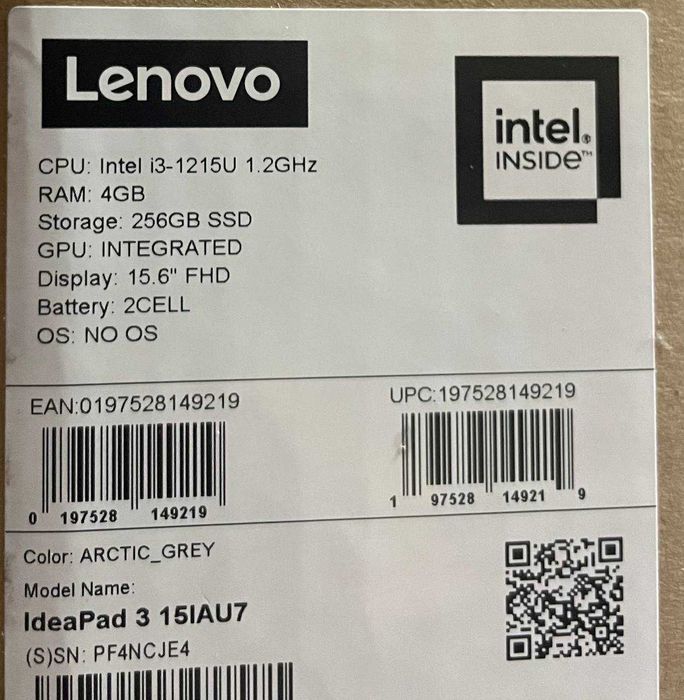 Lenovo
intel.
INSIDE™
CPU: Intel i3-1215U 1.2GHz
RAM: 4GB
Storage: 256GB SSD
GPU: INTEGRATED
Display: 15.6" FHD
Battery: 2CELL
OS: NO OS
EAN:0197528149219
UPC:197528149219
0 197528 149219
1 97528 14921 9
Color: ARCTIC_GREY
Model Name:
IdeaPad 3 15IAU7
(S)SN: PF4NCJE4